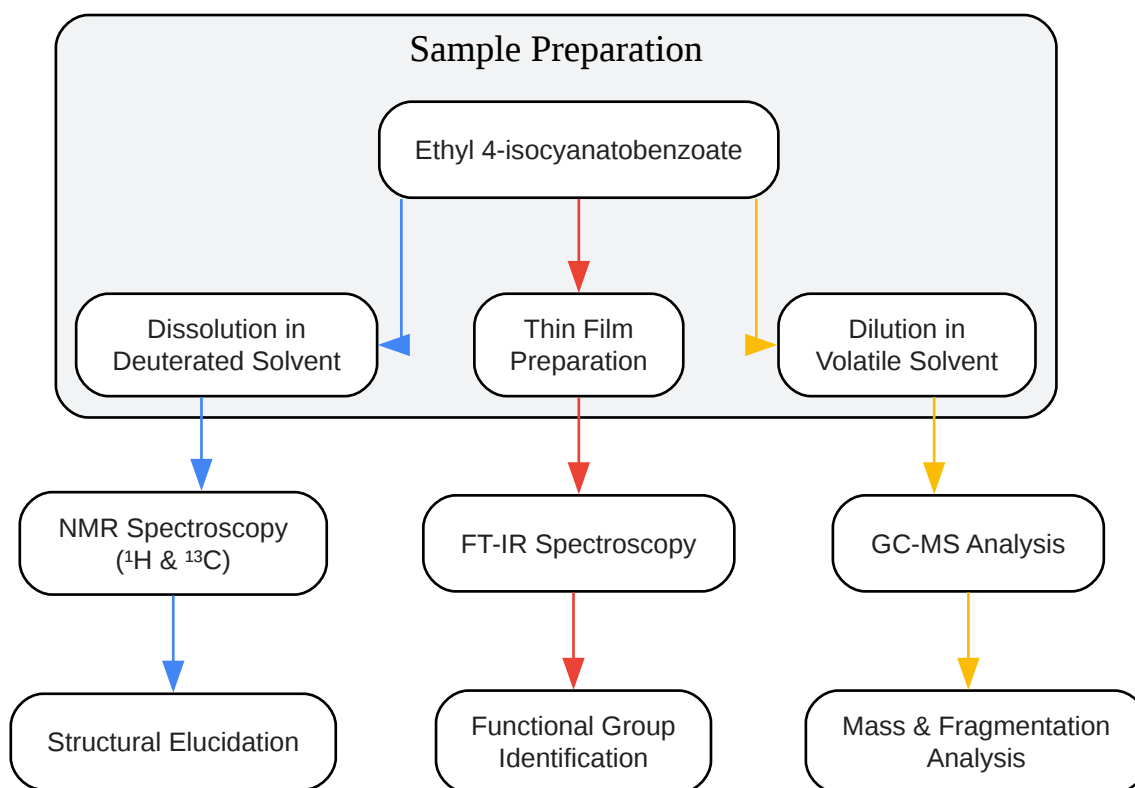 Sample Preparation
Ethyl 4-isocyanatobenzoate
Dissolution in
Deuterated Solvent
Thin Film
Preparation
Dilution in
Volatile Solvent
NMR Spectroscopy
(¹H & ¹³C)
FT-IR Spectroscopy
GC-MS Analysis
Structural Elucidation
Functional Group
Identification
Mass & Fragmentation
Analysis